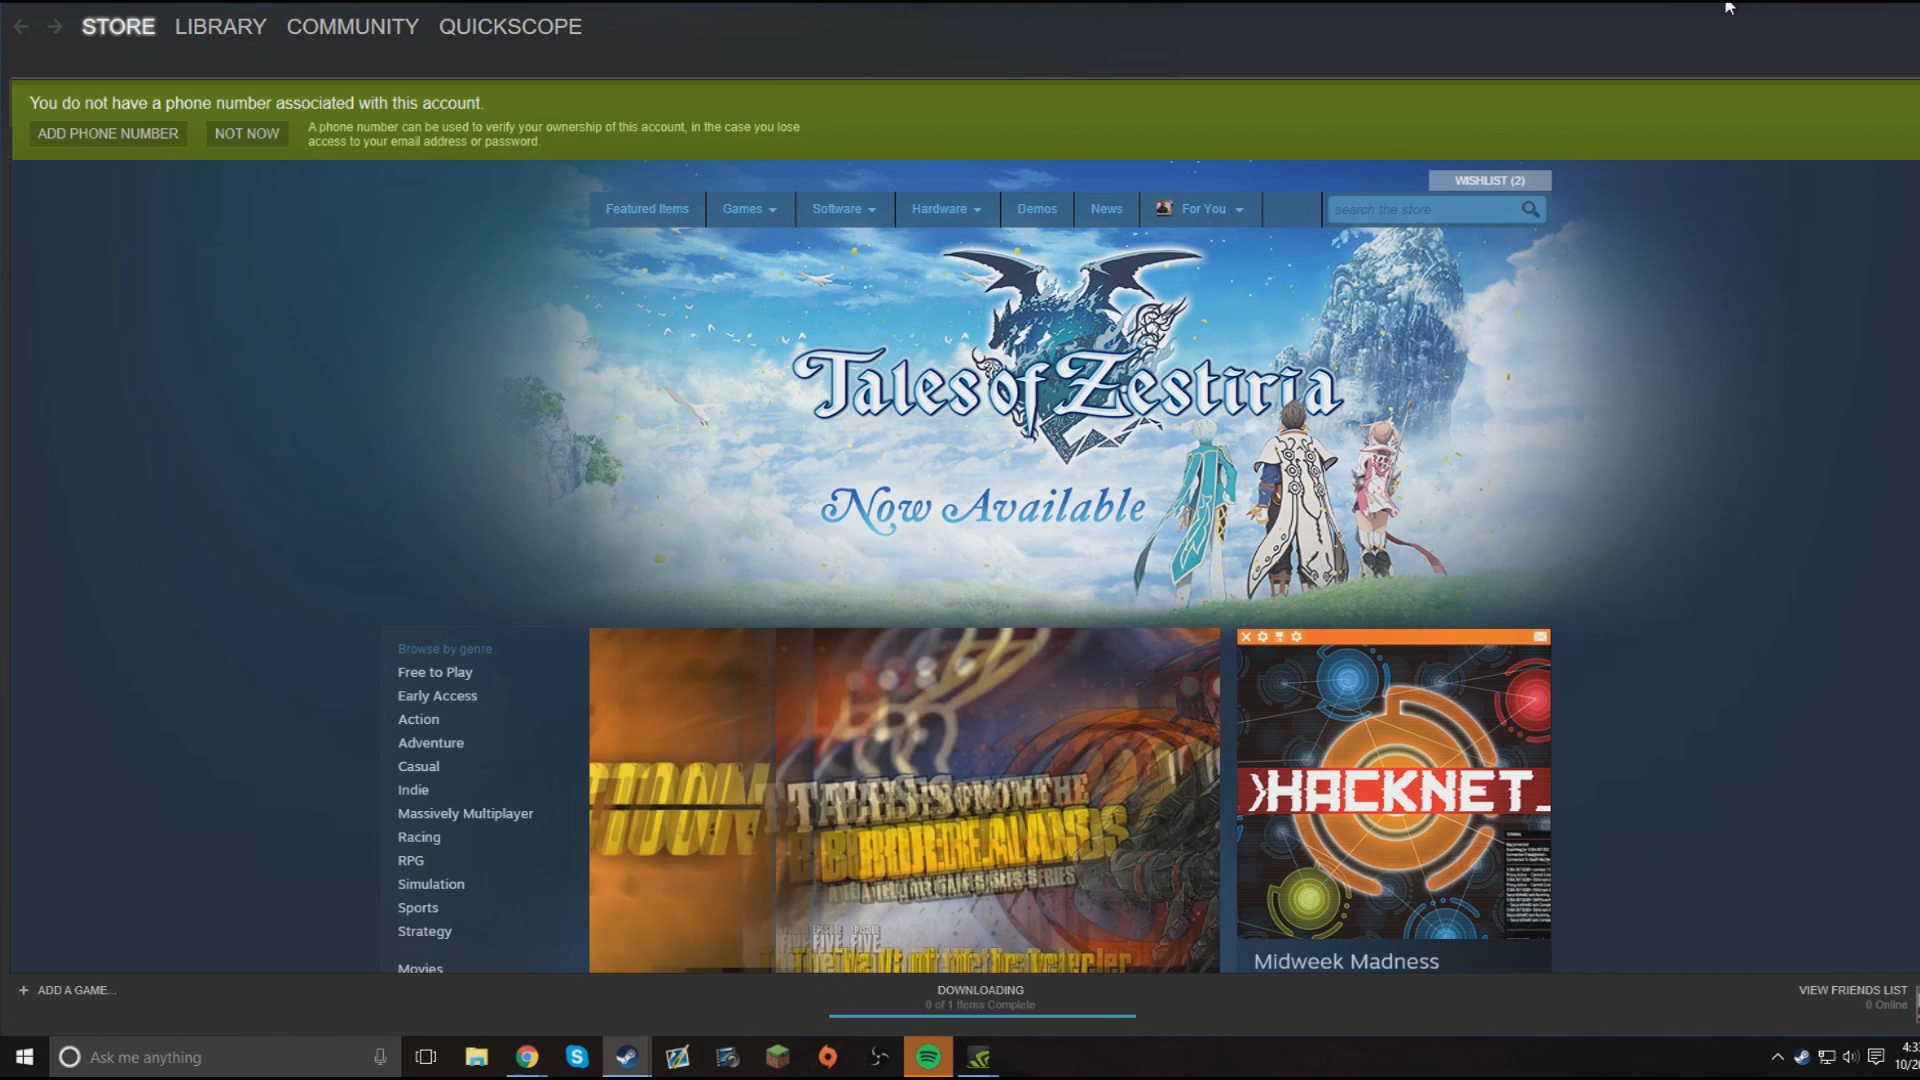 STORE LIBRARY COMMUNITY QUICKSCOPE
You do not have a phone number associated with this account.
ADD PHONE NUMBER NOT NOW
A phone number can be used to verify your ownership of this account, in the case you lose
access to your email address or password.
WISHLIST (2)
Featured Items Games Software Hardware Demos News For You search the store
Tales of Zestiria
Now Available
Browse by genre
Free to Play
Early Access
Action
Adventure
Casual
Indie
Massively Multiplayer
Racing
RPG
Simulation
Sports
Strategy
Movies
TALES FROM THE
BORDERLANDS
HACKNET_
Midweek Madness
+ ADD A GAME...
DOWNLOADING
0 of 1 Items Complete
VIEW FRIENDS LIST
0 Online
Ask me anything